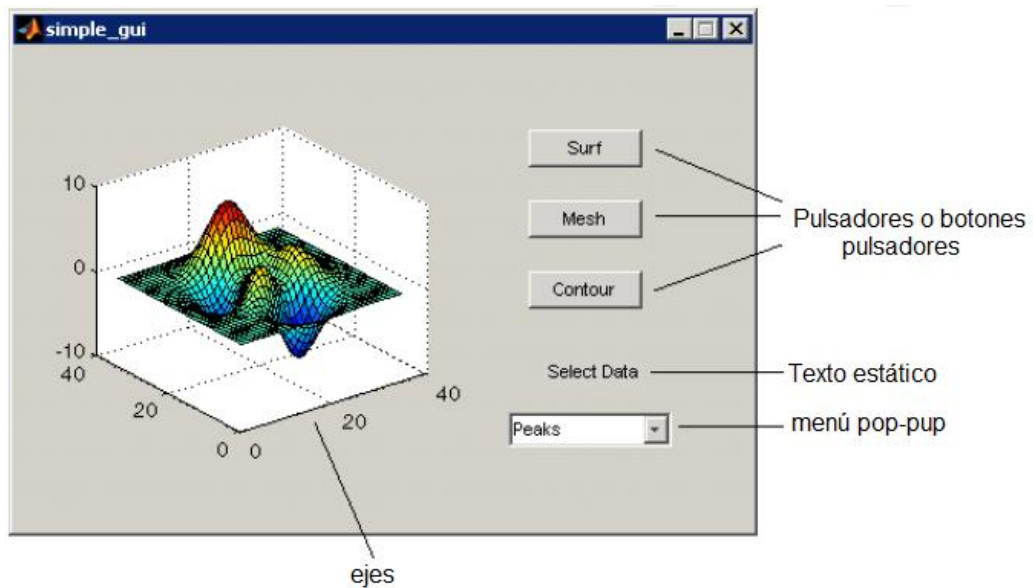 simple_gui
Surf
Mesh
Contour
Select Data
Peaks
10
0
-10
40
20
0
0
20
40
Pulsadores o botones
pulsadores
Texto estático
menú pop-pup
ejes